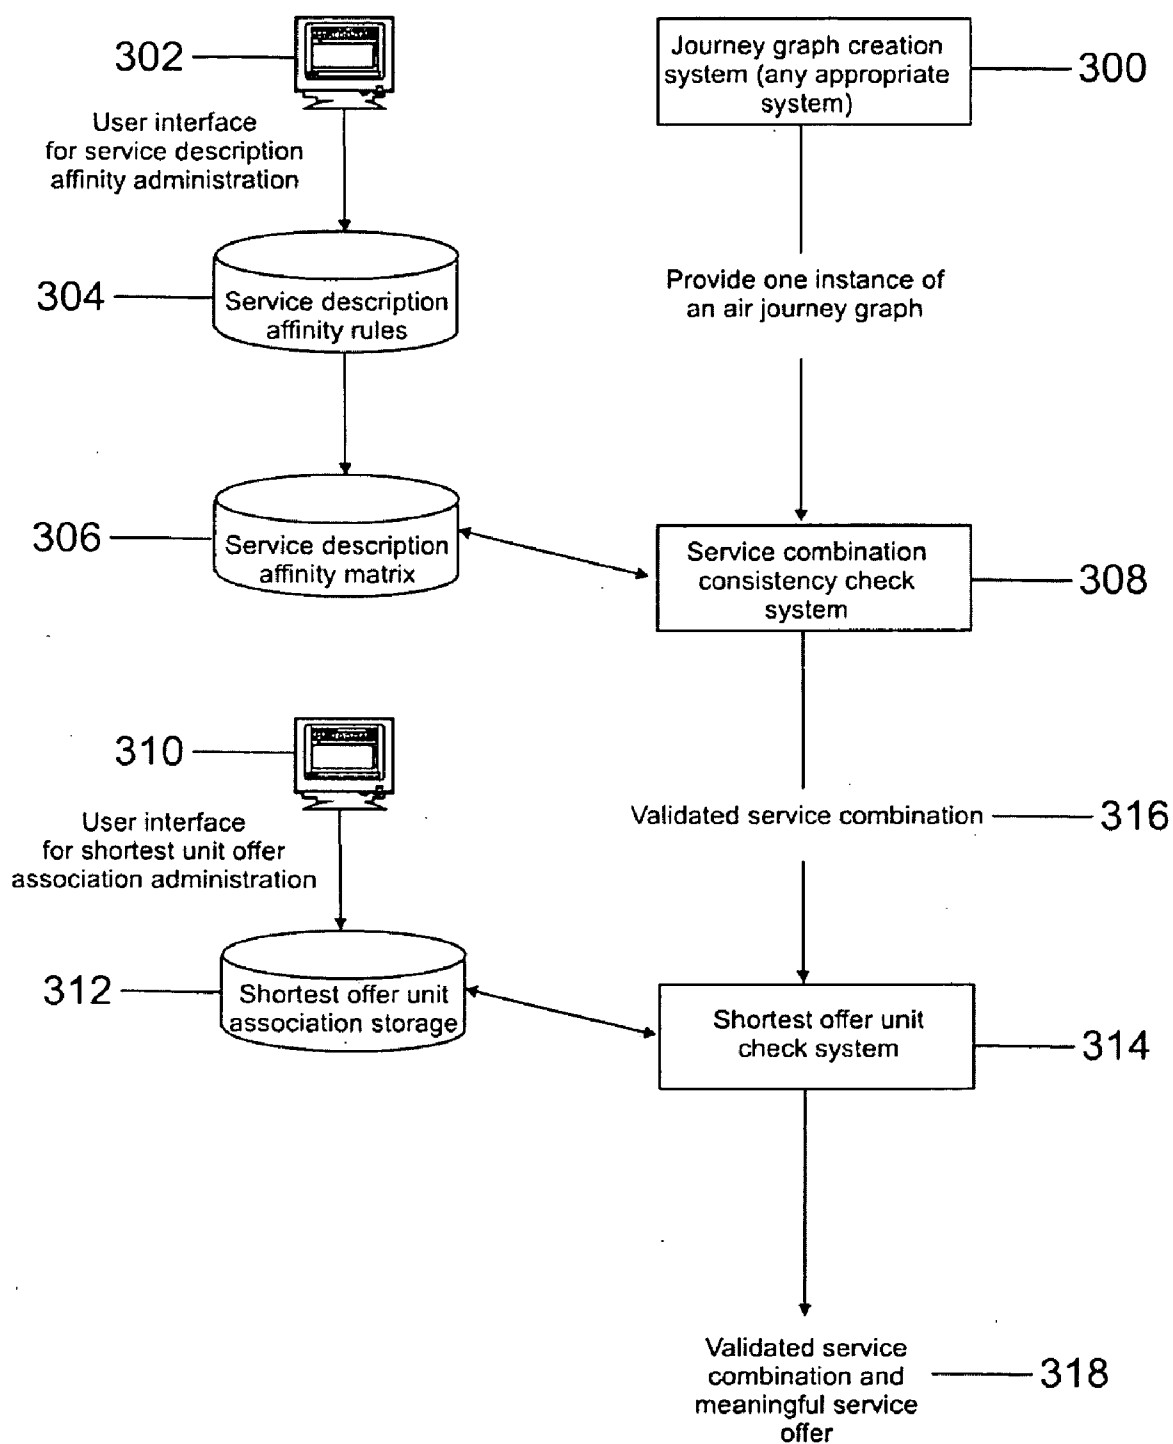 302
User interface
for service description
affinity administration
Journey graph creation
system (any appropriate
system)
300
304
Service description
affinity rules
Provide one instance of
an air journey graph
306
Service description
affinity matrix
Service combination
consistency check
system
308
310
User interface
for shortest unit offer
association administration
Validated service combination
316
312
Shortest offer unit
association storage
Shortest offer unit
check system
314
Validated service
combination and
meaningful service
offer
318